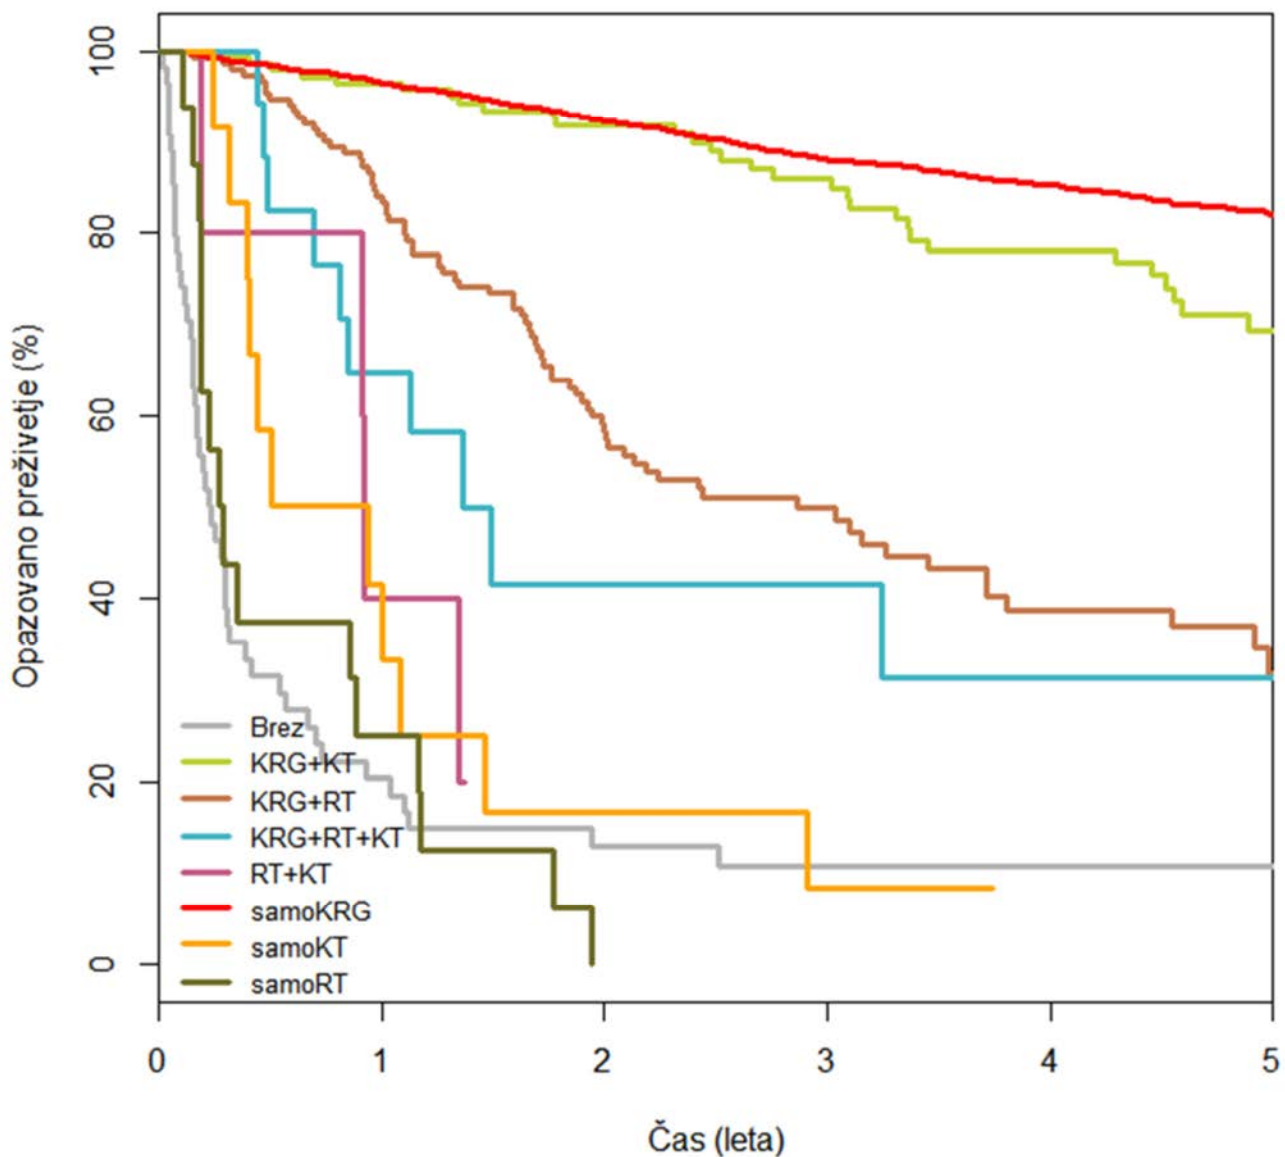 Opazovano preživetje (%)
100
80
60
40
20
0
Brez
KRG+KT
KRG+RT
KRG+RT+KT
RT+KT
samoKRG
samoKT
samoRT
0 1 2 3 4 5
Čas (leta)